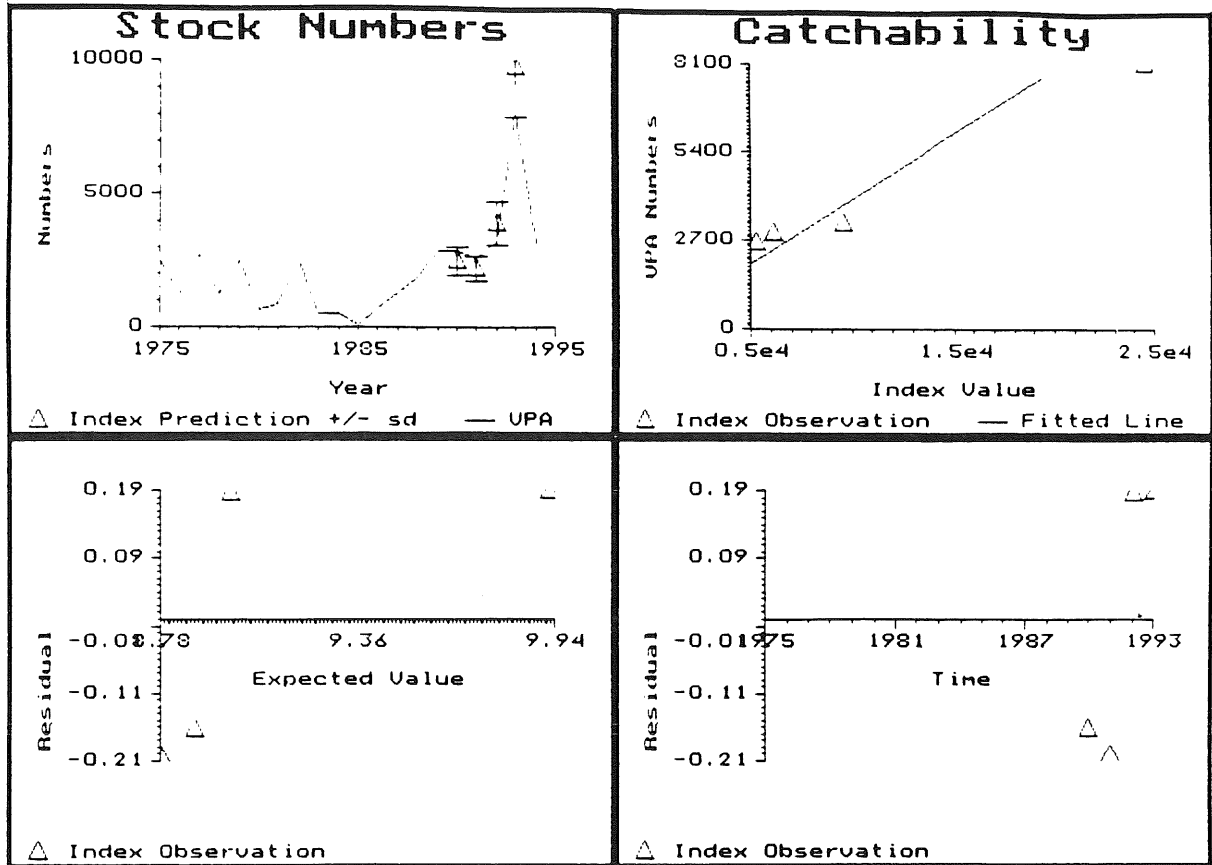 Stock Numbers
10000
5000
0
Numbers
1975
1985
1995
Year
△ Index Prediction +/- sd — VPA
Catchability
8100
5400
2700
0
VPA Numbers
0.5e4
1.5e4
2.5e4
Index Value
△ Index Observation — Fitted Line
0.19
0.09
-0.11
-0.21
Residual
9.36
9.94
Expected Value
△ Index Observation
0.19
0.09
-0.01
-0.11
-0.21
Residual
1975
1981
1987
1993
Time
△ Index Observation